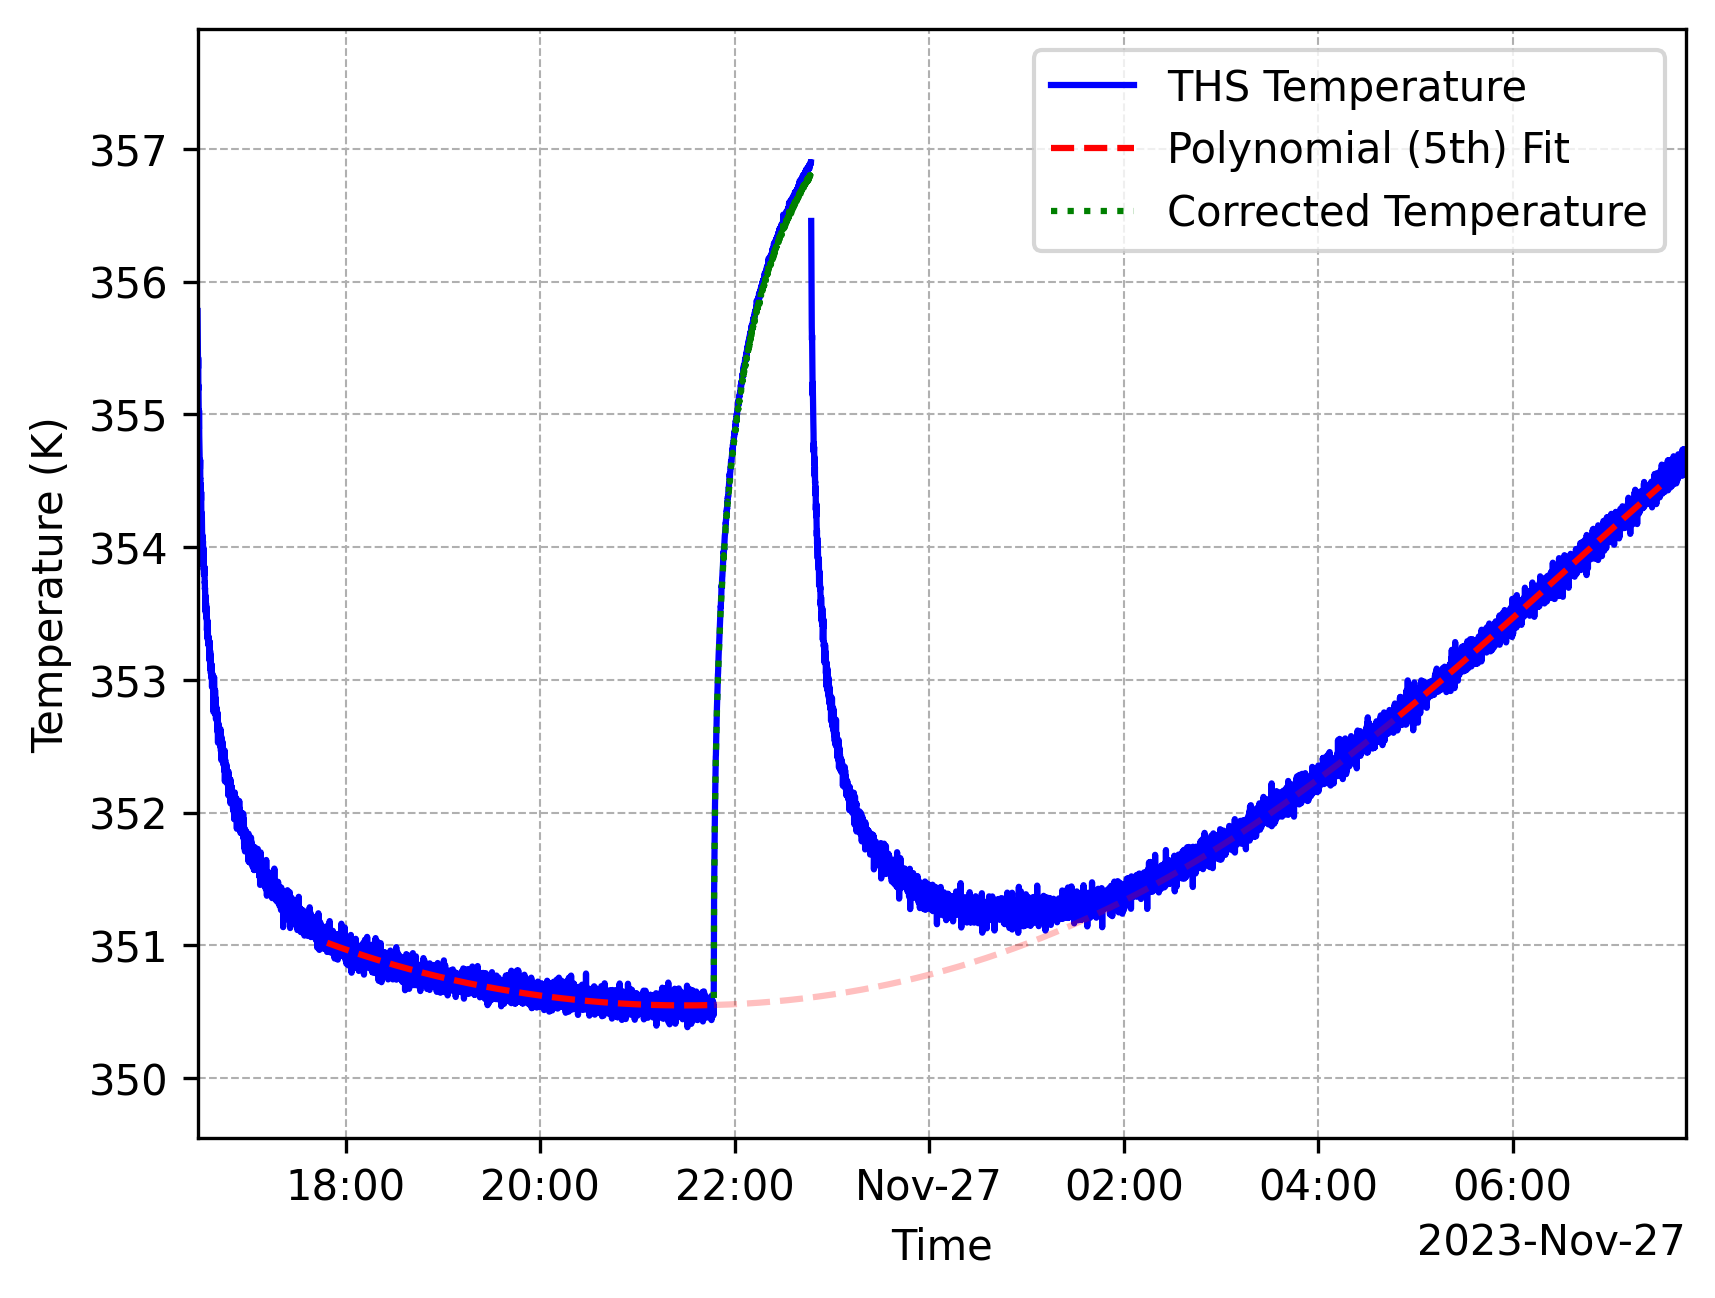 THS Temperature
Polynomial (5th) Fit
Corrected Temperature
357
356
355
354
353
352
351
350
Temperature (K)
18:00 20:00 22:00 Nov-27 02:00 04:00 06:00
Time
2023-Nov-27